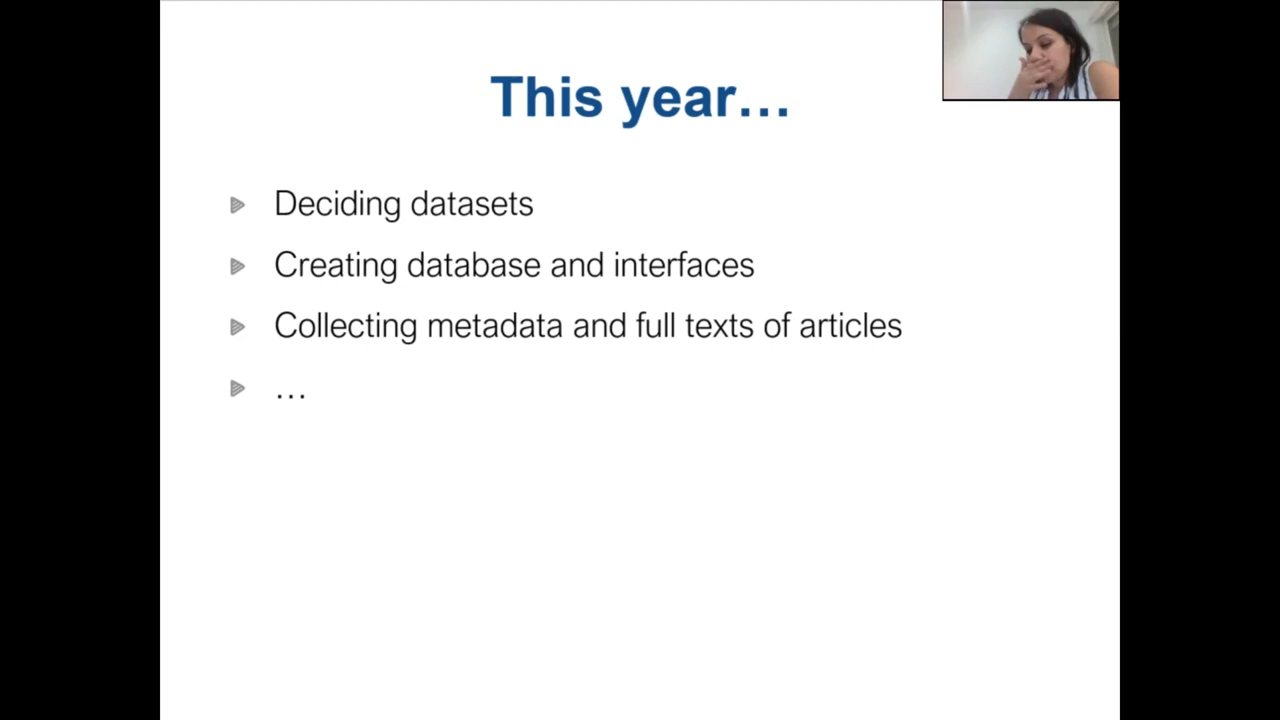 This year…
Deciding datasets
Creating database and interfaces
Collecting metadata and full texts of articles
…